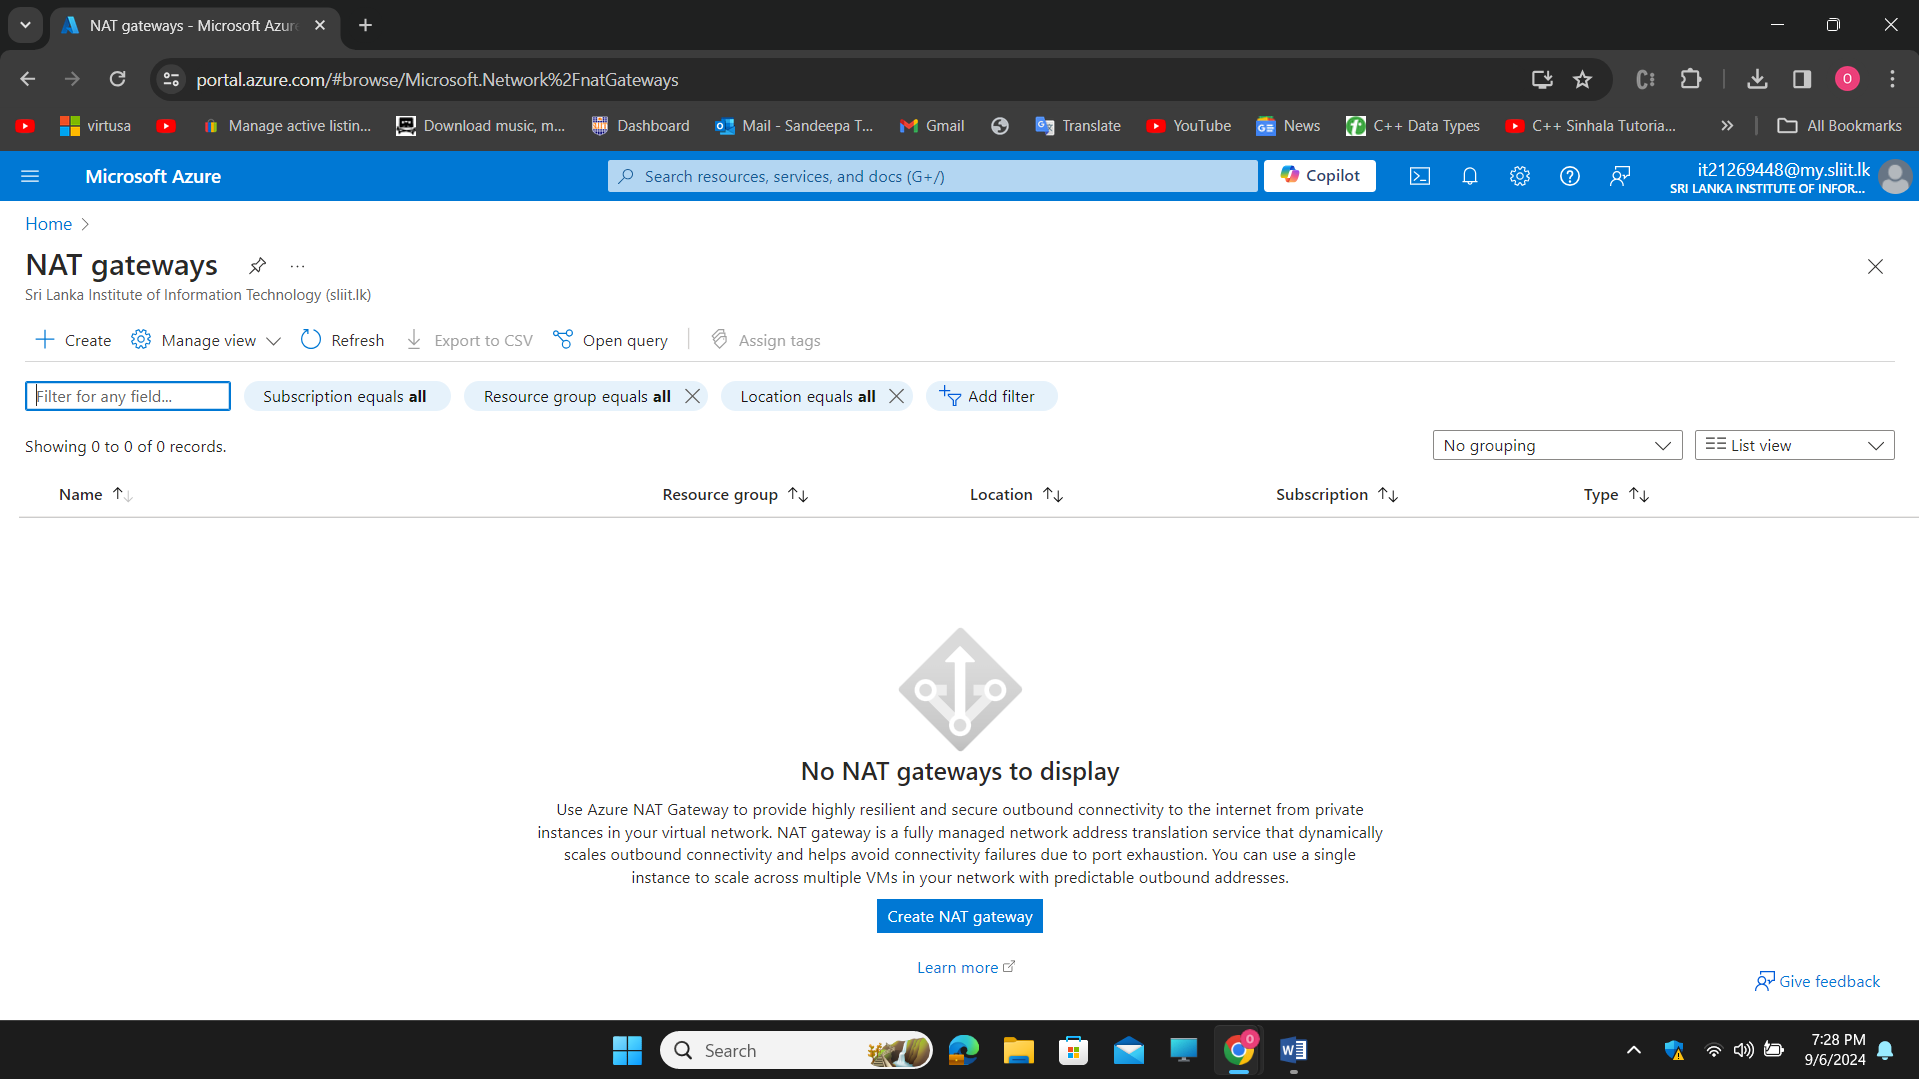 NAT gateways - Microsoft Azur
portal.azure.com/#browse/Microsoft.Network%2FnatGateways
O
virtusa
Manage active listin...
Download music, m...
Dashboard
Mail - Sandeepa T...
Gmail
Translate
YouTube
News
C++ Data Types
C++ Sinhala Tutoria...
All Bookmarks
Microsoft Azure
Search resources, services, and docs (G+/)
Copilot
it21269448@my.sliit.lk
SRI LANKA INSTITUTE OF INFOR...
Home
NAT gateways
Sri Lanka Institute of Information Technology (sliit.lk)
Create
Manage view
Refresh
Export to CSV
Open query
Assign tags
Filter for any field...
Subscription equals all
Resource group equals all
Location equals all
Add filter
Showing 0 to 0 of 0 records.
No grouping
List view
Name
Resource group
Location
Subscription
Type
No NAT gateways to display
Use Azure NAT Gateway to provide highly resilient and secure outbound connectivity to the internet from private
instances in your virtual network. NAT gateway is a fully managed network address translation service that dynamically
scales outbound connectivity and helps avoid connectivity failures due to port exhaustion. You can use a single
instance to scale across multiple VMs in your network with predictable outbound addresses.
Create NAT gateway
Learn more
Give feedback
Search
7:28 PM
9/6/2024